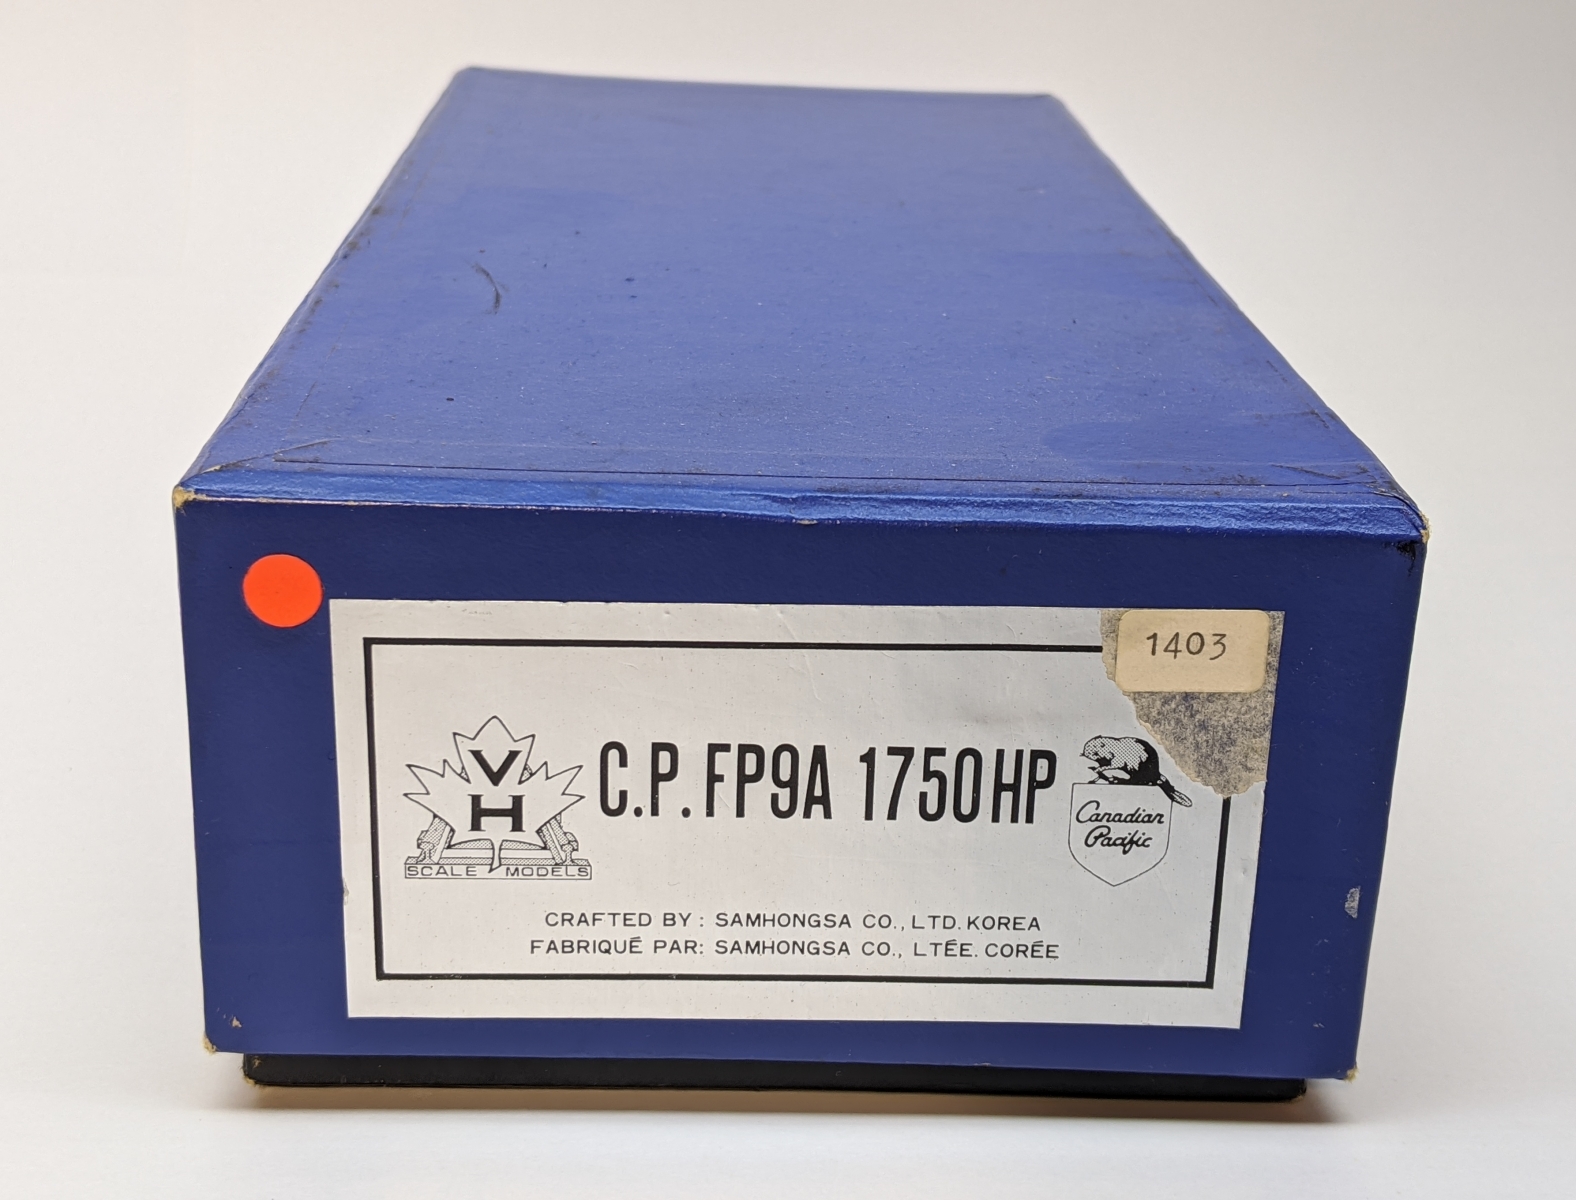 1403
V
H
SCALE MODELS
C.P. FP9A 1750HP
Canadian
Pacific
CRAFTED BY: SAMHONGSA CO., LTD. KOREA
FABRIQUÉ PAR: SAMHONGSA CO., LTÉE. CORÉE